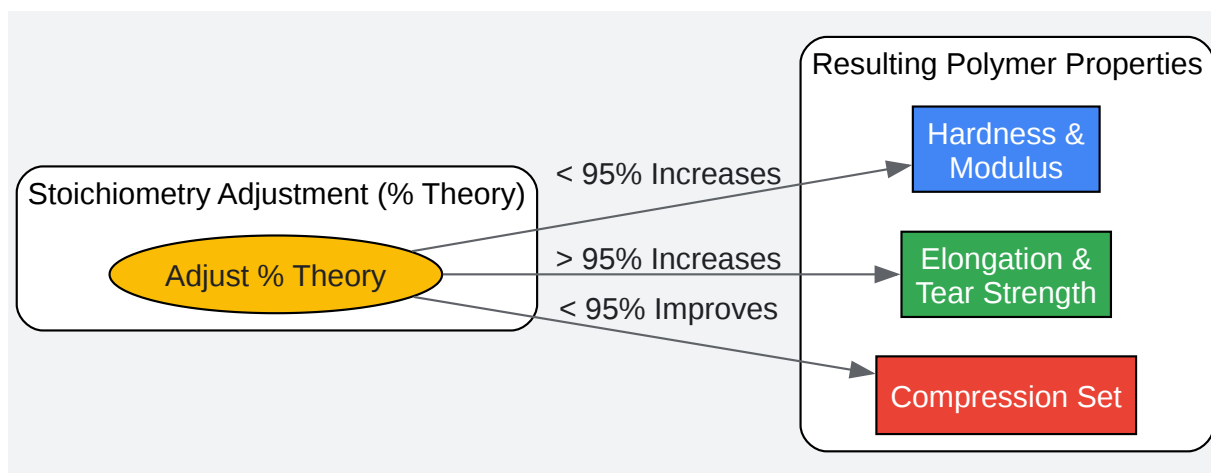 Stoichiometry Adjustment (% Theory)
Adjust % Theory
< 95% Increases
> 95% Increases
< 95% Improves
Resulting Polymer Properties
Hardness &
Modulus
Elongation &
Tear Strength
Compression Set